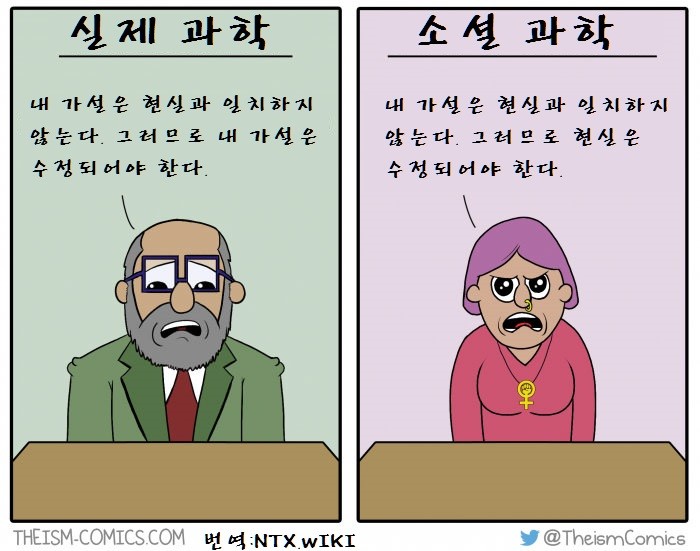 실제 과학
내 가설은 현실과 일치하지
않는다. 그러므로 내 가설은
수정되어야 한다.
소셜 과학
내 가설은 현실과 일치하지
않는다. 그러므로 현실은
수정되어야 한다.
THEISM-COMICS.COM
번역:NTX.WIKI
@TheismComics